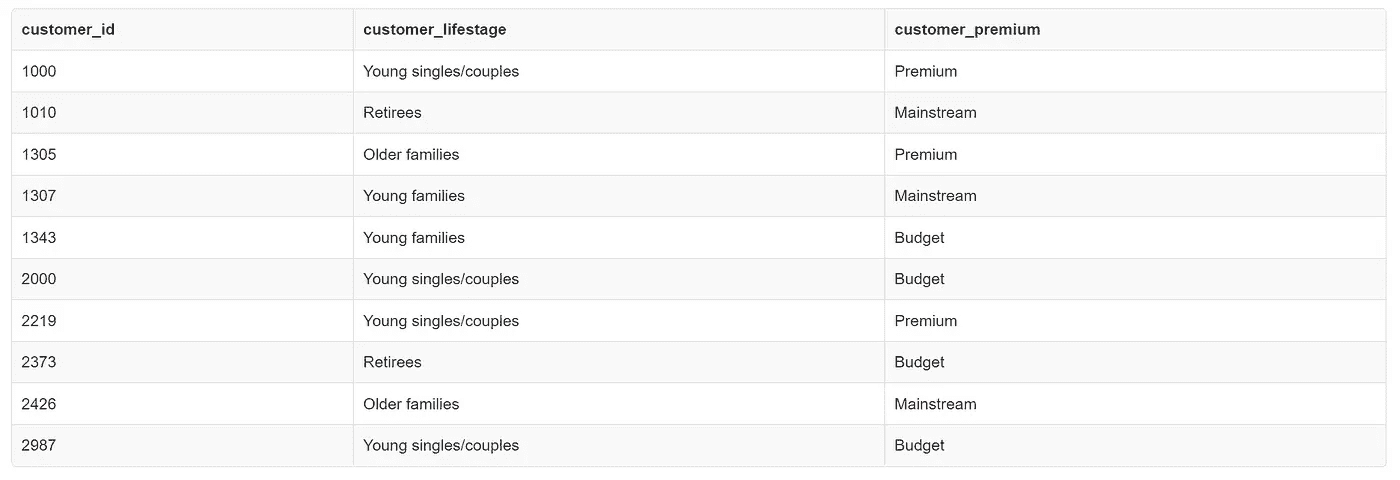 customer_id customer_lifestage customer_premium
1000 Young singles/couples Premium
1010 Retirees Mainstream
1305 Older families Premium
1307 Young families Mainstream
1343 Young families Budget
2000 Young singles/couples Budget
2219 Young singles/couples Premium
2373 Retirees Budget
2426 Older families Mainstream
2987 Young singles/couples Budget